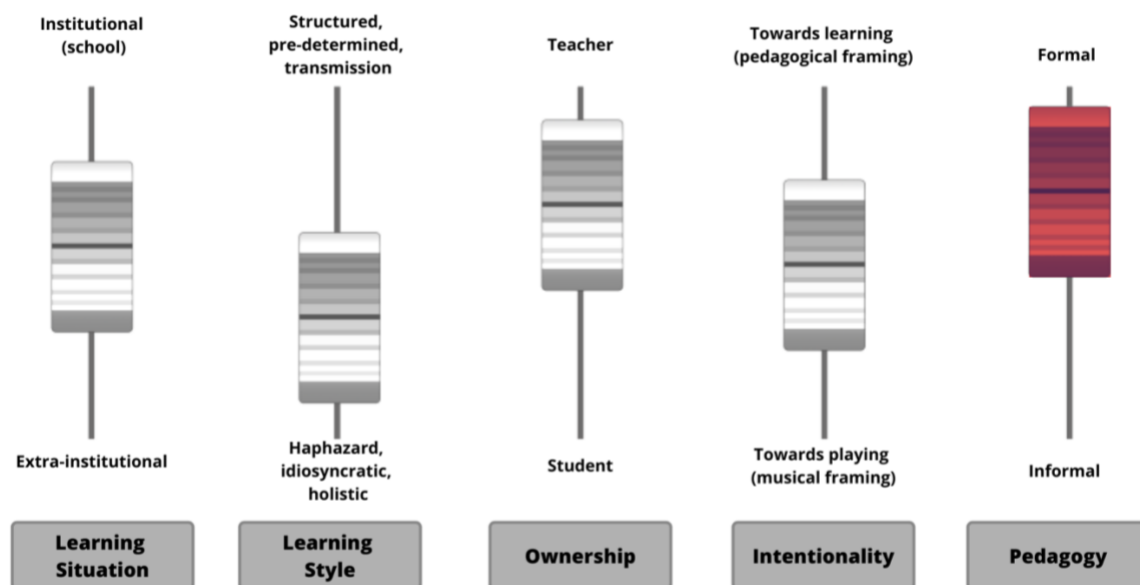 Institutional
(school)
Structured,
pre-determined,
transmission
Teacher
Towards learning
(pedagogical framing)
Formal
Extra-institutional
Haphazard,
idiosyncratic,
holistic
Student
Towards playing
(musical framing)
Informal
Learning
Situation
Learning
Style
Ownership
Intentionality
Pedagogy